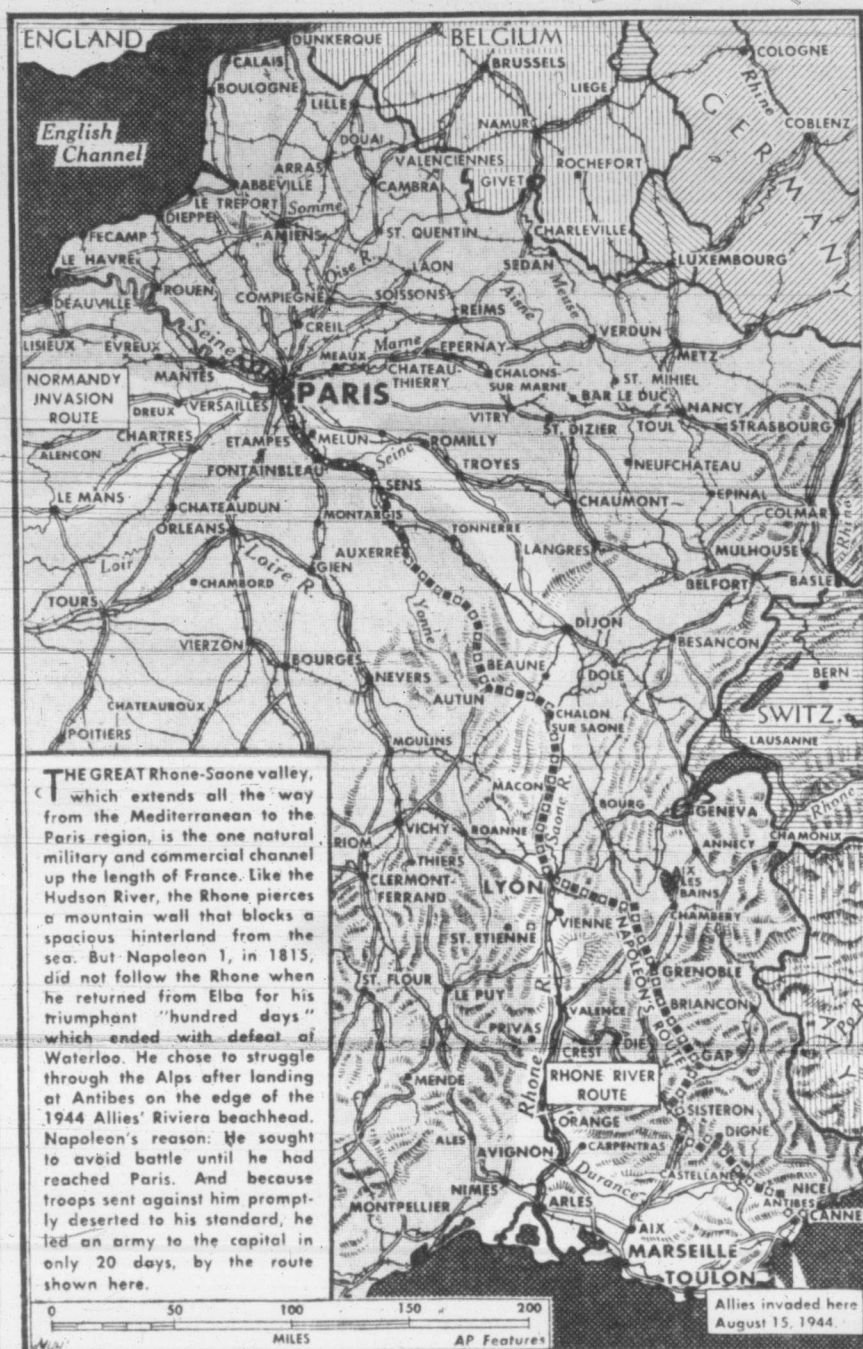 ENGLAND
BELGIUM
DUNKERQUE
CALAIS
BOULOGNE
BRUSSELS
COLOGNE
Rhine
LIEGE
GERMANY
COBLENZ
LILLE
English
Channel
DOUAI
NAMUR
ARRAS
VALENCIENNES
ROCHEFORT
ABBEVILLE
CAMBRAI
GIVET
LE TREPORT
DIEPPE
Somme
FECAMP
AMIENS
ST. QUENTIN
CHARLEVILLE
LE HAVRE
Oise R.
LAON
SEDAN
LUXEMBOURG
ROUEN
COMPIEGNE
SOISSONS
Aisne
Meuse
DEAUVILLE
CREIL
REIMS
VERDUN
Seine
LISIEUX
EVREUX
MEAUX
Marne
EPERNAY
METZ
MANTES
CHATEAU-
THIERRY
CHALONS
SUR MARNE
ST. MIHIEL
NORMANDY
INVASION
ROUTE
PARIS
BAR LE DUC
DREUX
VERSAILLES
VITRY
NANCY
ST. DIZIER
TOUL
STRASBOURG
CHARTRES
ETAMPES
MELUN
Seine
ROMILLY
ALENCON
FONTAINBLEAU
TROYES
NEUFCHATEAU
LE MANS
CHATEAUDUN
SENS
CHAUMONT
EPINAL
COLMAR
ORLEANS
MONTARGIS
TONNERRE
Rhine
Loir
Loire R.
GIEN
AUXERRE
LANGRES
MULHOUSE
CHAMBORD
BELFORT
BASLE
TOURS
Yonne
DIJON
VIERZON
BOURGES
BEAUNE
BESANCON
NEVERS
DOLE
BERN
CHATEAUROUX
AUTUN
CHALON
SUR SAONE
SWITZ.
POITIERS
MOULINS
LAUSANNE
MACON
Saone R.
BOURG
GENEVA
Rhone
RIOM
VICHY
ROANNE
ANNECY
CHAMONIX
THIERS
CLERMONT-
FERRAND
LYON
AIX
LES
BAINS
VIENNE
CHAMBERY
ST. ETIENNE
NAPOLEON'S ROUTE
GRENOBLE
ITALY
ST. FLOUR
LE PUY
Rhone R.
VALENCE
BRIANCON
PRIVAS
CREST
DIE
GAP
MENDE
RHONE RIVER
ROUTE
SISTERON
ORANGE
DIGNE
ALES
CARPENTRAS
AVIGNON
CASTELLANE
Durance
NICE
NIMES
ANTIBES
MONTPELLIER
ARLES
CANNE
AIX
MARSEILLE
TOULON
THE GREAT Rhone-Saone valley,
which extends all the way
from the Mediterranean to the
Paris region, is the one natural
military and commercial channel
up the length of France. Like the
Hudson River, the Rhone pierces
a mountain wall that blocks a
spacious hinterland from the
sea. But Napoleon 1, in 1815,
did not follow the Rhone when
he returned from Elba for his
triumphant "hundred days"
which ended with defeat at
Waterloo. He chose to struggle
through the Alps after landing
at Antibes on the edge of the
1944 Allies' Riviera beachhead.
Napoleon's reason: He sought
to avoid battle until he had
reached Paris. And because
troops sent against him prompt-
ly deserted to his standard, he
led an army to the capital in
only 20 days, by the route
shown here.
0 50 100 150 200
MILES
AP Features
Allies invaded here
August 15, 1944.